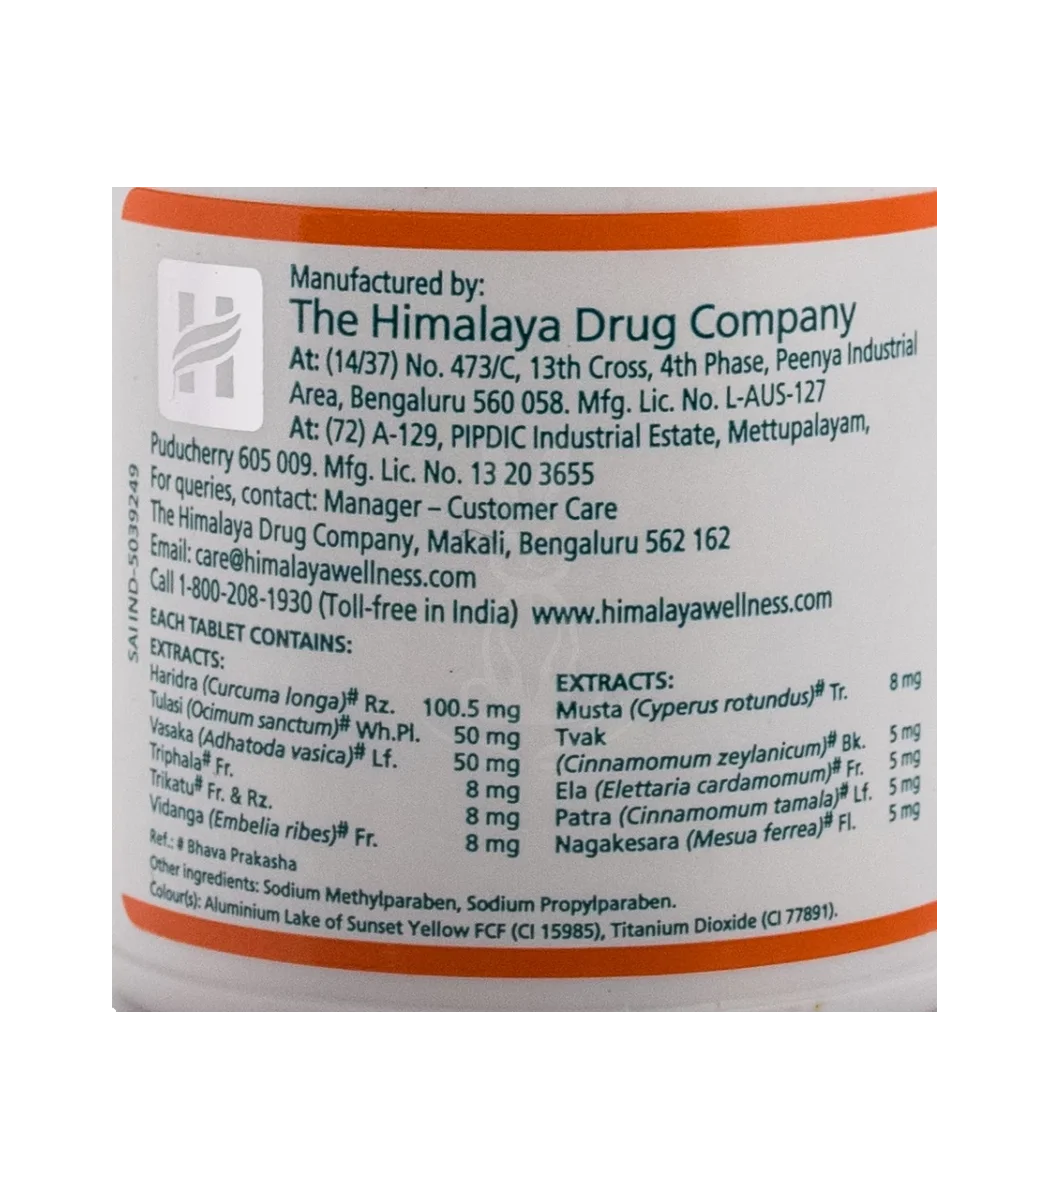 Manufactured by:
The Himalaya Drug Company
At: (14/37) No. 473/C, 13th Cross, 4th Phase, Peenya Industrial
Area, Bengaluru 560 058. Mfg. Lic. No. L-AUS-127
At: (72) A-129, PIPDIC Industrial Estate, Mettupalayam,
Puducherry 605 009. Mfg. Lic. No. 13 20 3655
For queries, contact: Manager – Customer Care
The Himalaya Drug Company, Makali, Bengaluru 562 162
Email: care@himalayawellness.com
Call 1-800-208-1930 (Toll-free in India) www.himalayawellness.com
SAI IND-5039249
EACH TABLET CONTAINS:
EXTRACTS:
Haridra (Curcuma longa)# Rz. 100.5 mg
Tulasi (Ocimum sanctum)# Wh.Pl. 50 mg
Vasaka (Adhatoda vasica)# Lf. 50 mg
Triphala# Fr. 8 mg
Trikatu# Fr. & Rz. 8 mg
Vidanga (Embelia ribes)# Fr. 8 mg
EXTRACTS:
Musta (Cyperus rotundus)# Tr. 8 mg
Tvak
(Cinnamomum zeylanicum)# Bk. 5 mg
Ela (Elettaria cardamomum)# Fr. 5 mg
Patra (Cinnamomum tamala)# Lf. 5 mg
Nagakesara (Mesua ferrea)# Fl. 5 mg
Ref.: # Bhava Prakasha
Other ingredients: Sodium Methylparaben, Sodium Propylparaben.
Colour(s): Aluminium Lake of Sunset Yellow FCF (CI 15985), Titanium Dioxide (CI 77891).